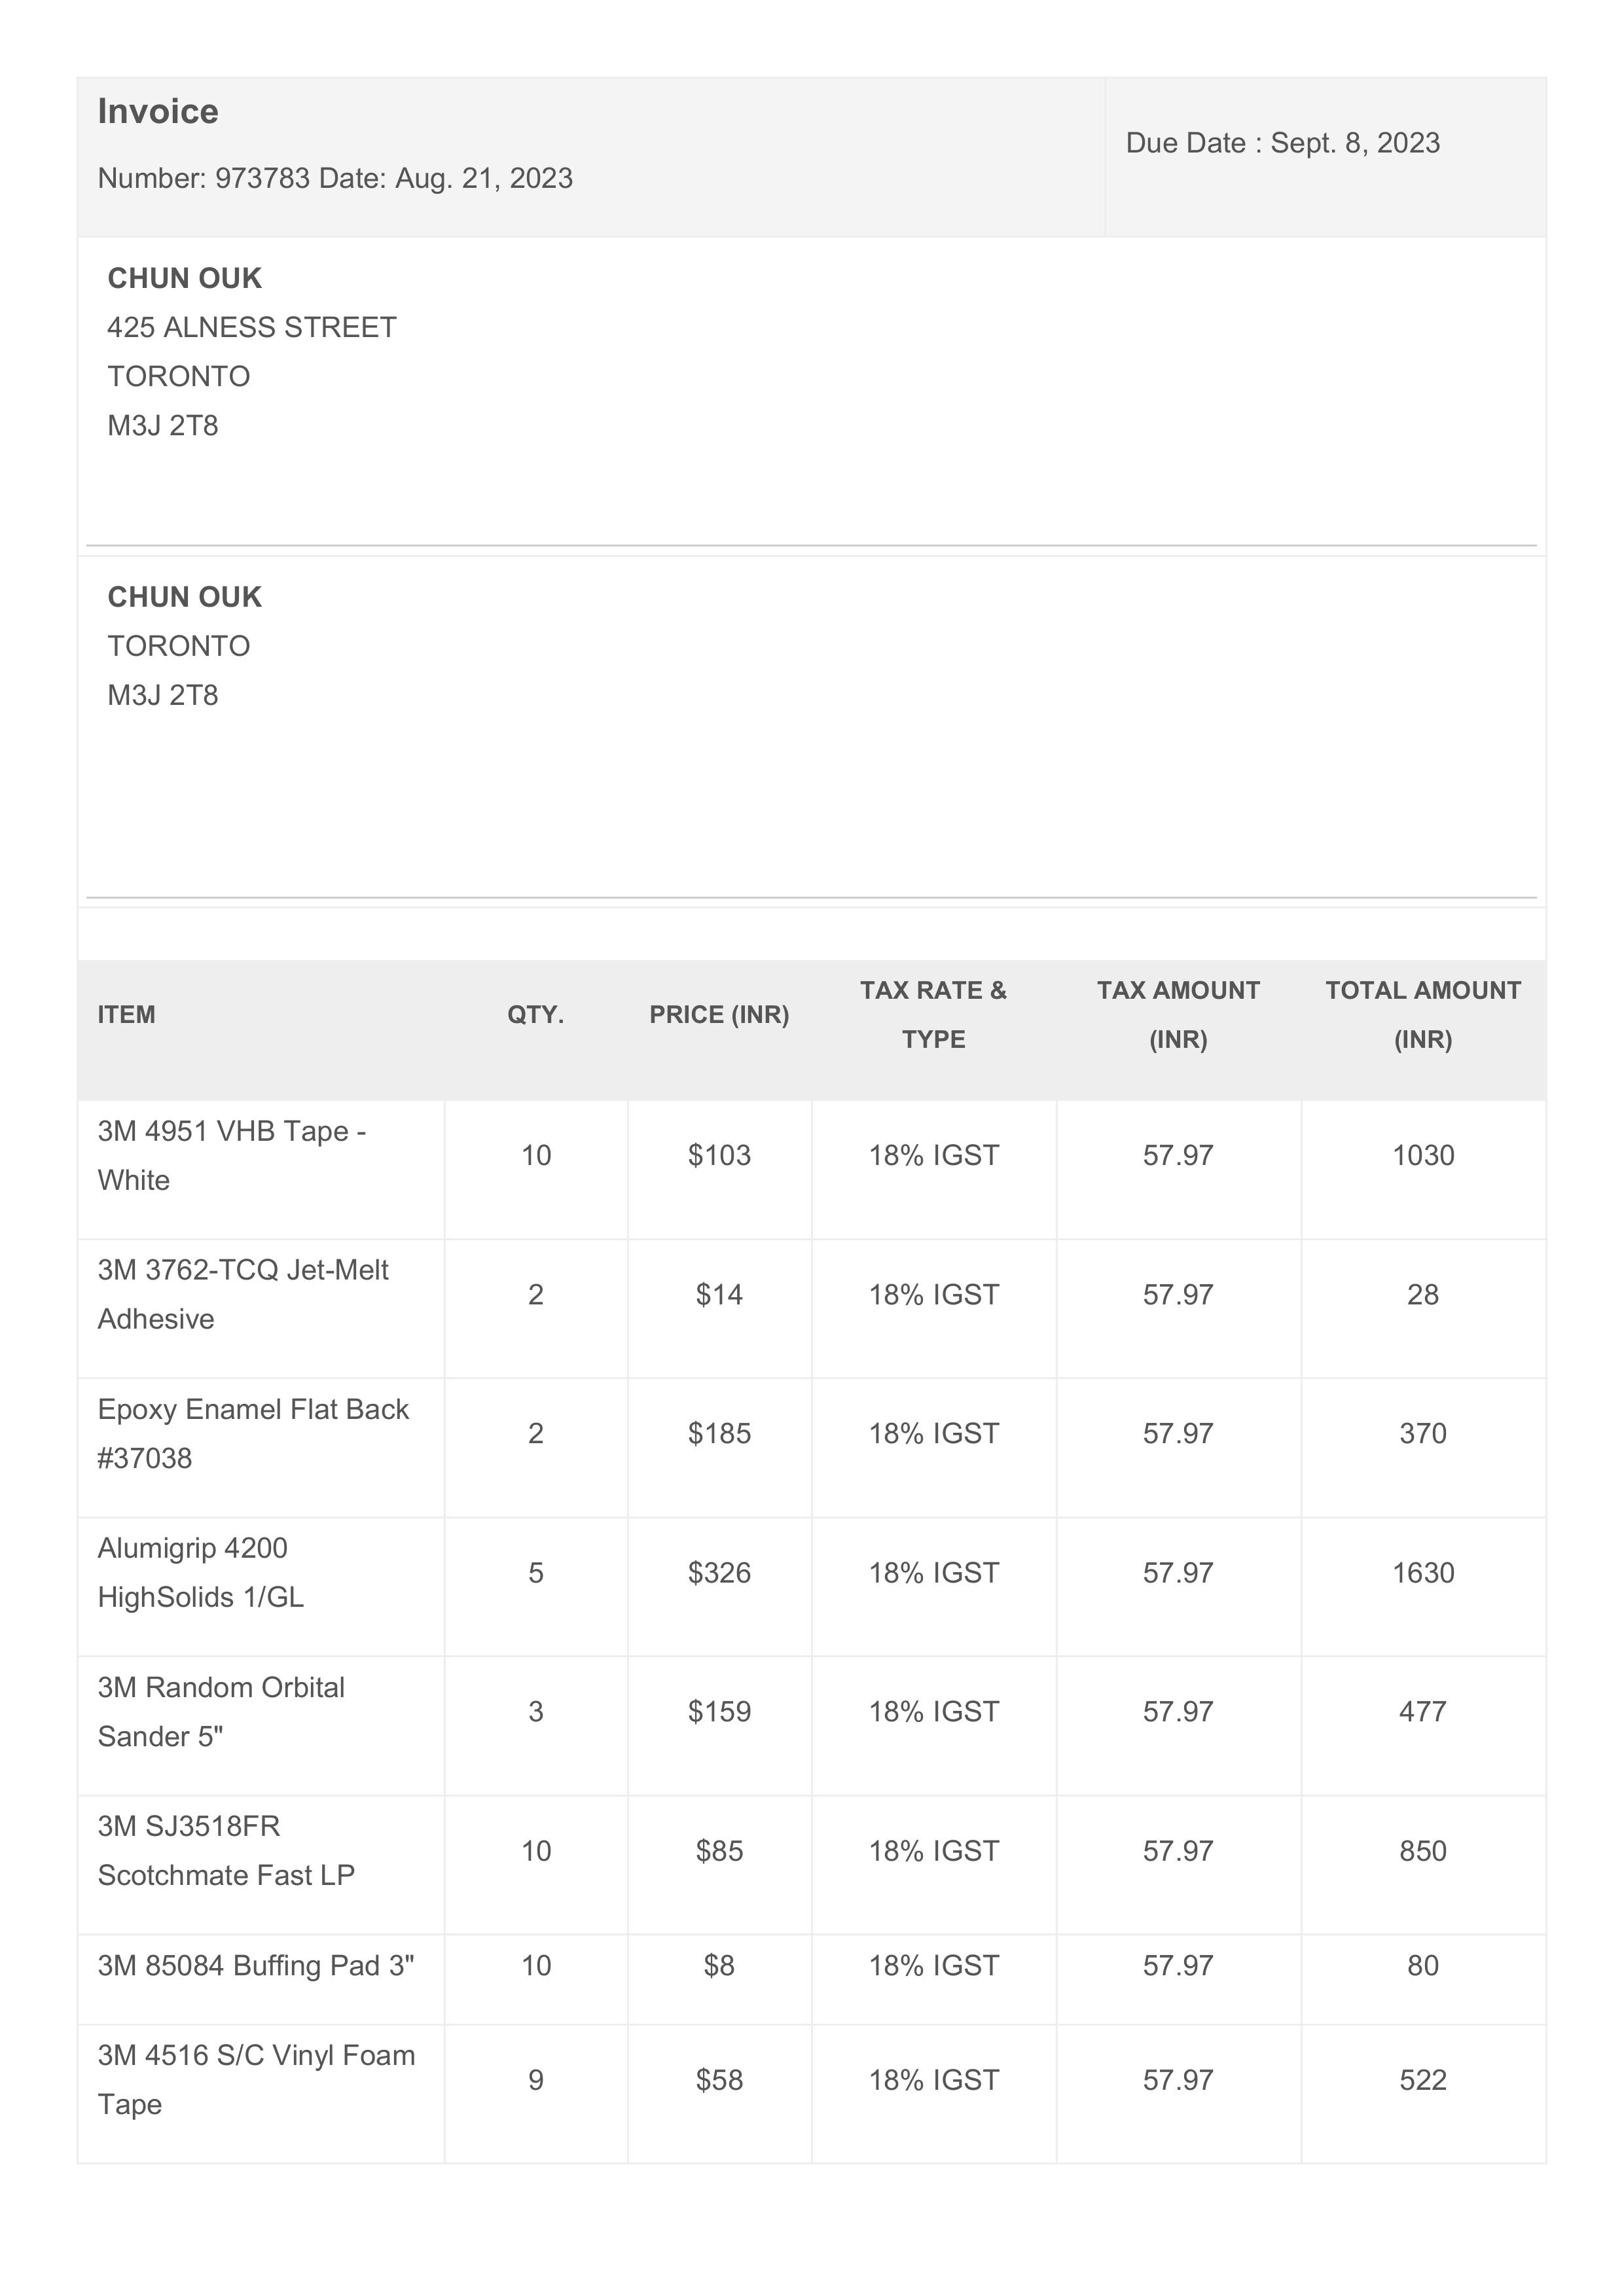 Invoice
Number: 973783 Date: Aug. 21, 2023
Due Date : Sept. 8, 2023
CHUN OUK
425 ALNESS STREET
TORONTO
M3J 2T8
CHUN OUK
TORONTO
M3J 2T8
ITEM QTY. PRICE (INR) TAX RATE & TYPE TAX AMOUNT (INR) TOTAL AMOUNT (INR)
3M 4951 VHB Tape - White 10 $103 18% IGST 57.97 1030
3M 3762-TCQ Jet-Melt Adhesive 2 $14 18% IGST 57.97 28
Epoxy Enamel Flat Back #37038 2 $185 18% IGST 57.97 370
Alumigrip 4200 HighSolids 1/GL 5 $326 18% IGST 57.97 1630
3M Random Orbital Sander 5" 3 $159 18% IGST 57.97 477
3M SJ3518FR Scotchmate Fast LP 10 $85 18% IGST 57.97 850
3M 85084 Buffing Pad 3" 10 $8 18% IGST 57.97 80
3M 4516 S/C Vinyl Foam Tape 9 $58 18% IGST 57.97 522